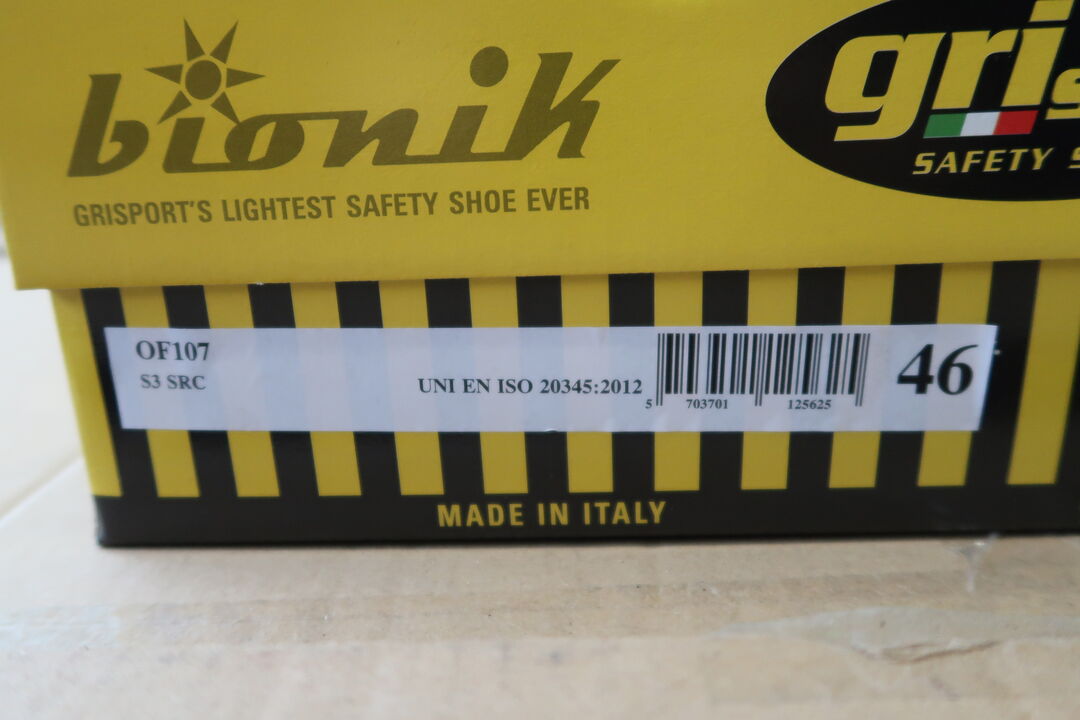 bionik
GRISPORT'S LIGHTEST SAFETY SHOE EVER
gris
SAFETY
OF107
S3 SRC
UNI EN ISO 20345:2012
5 703701 125625
46
MADE IN ITALY